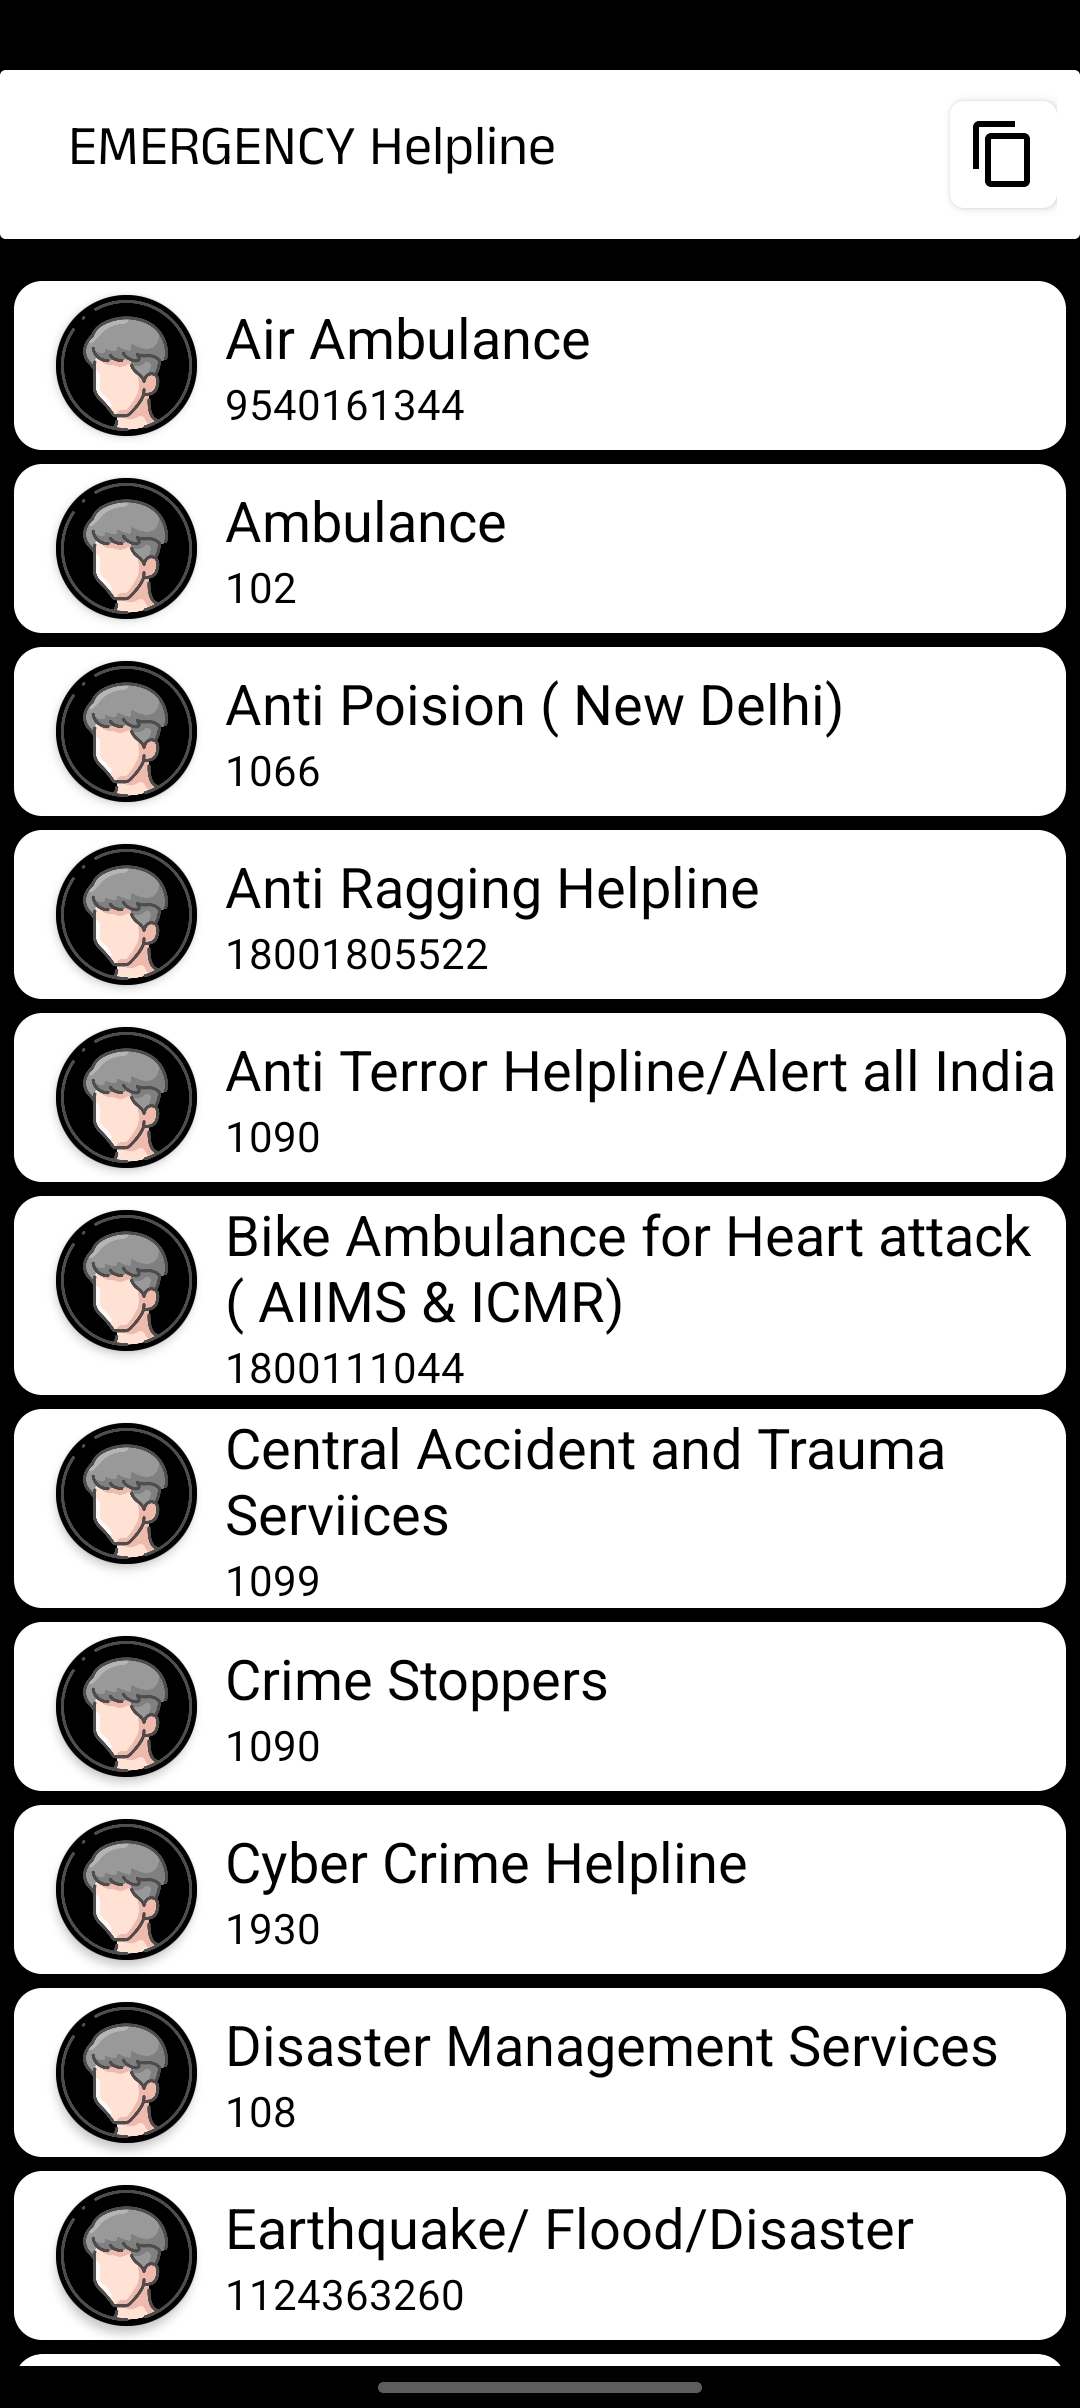 EMERGENCY Helpline
Air Ambulance
9540161344
Ambulance
102
Anti Poision ( New Delhi)
1066
Anti Ragging Helpline
18001805522
Anti Terror Helpline/Alert all India
1090
Bike Ambulance for Heart attack
( AIIMS & ICMR)
1800111044
Central Accident and Trauma
Serviices
1099
Crime Stoppers
1090
Cyber Crime Helpline
1930
Disaster Management Services
108
Earthquake/ Flood/Disaster
1124363260